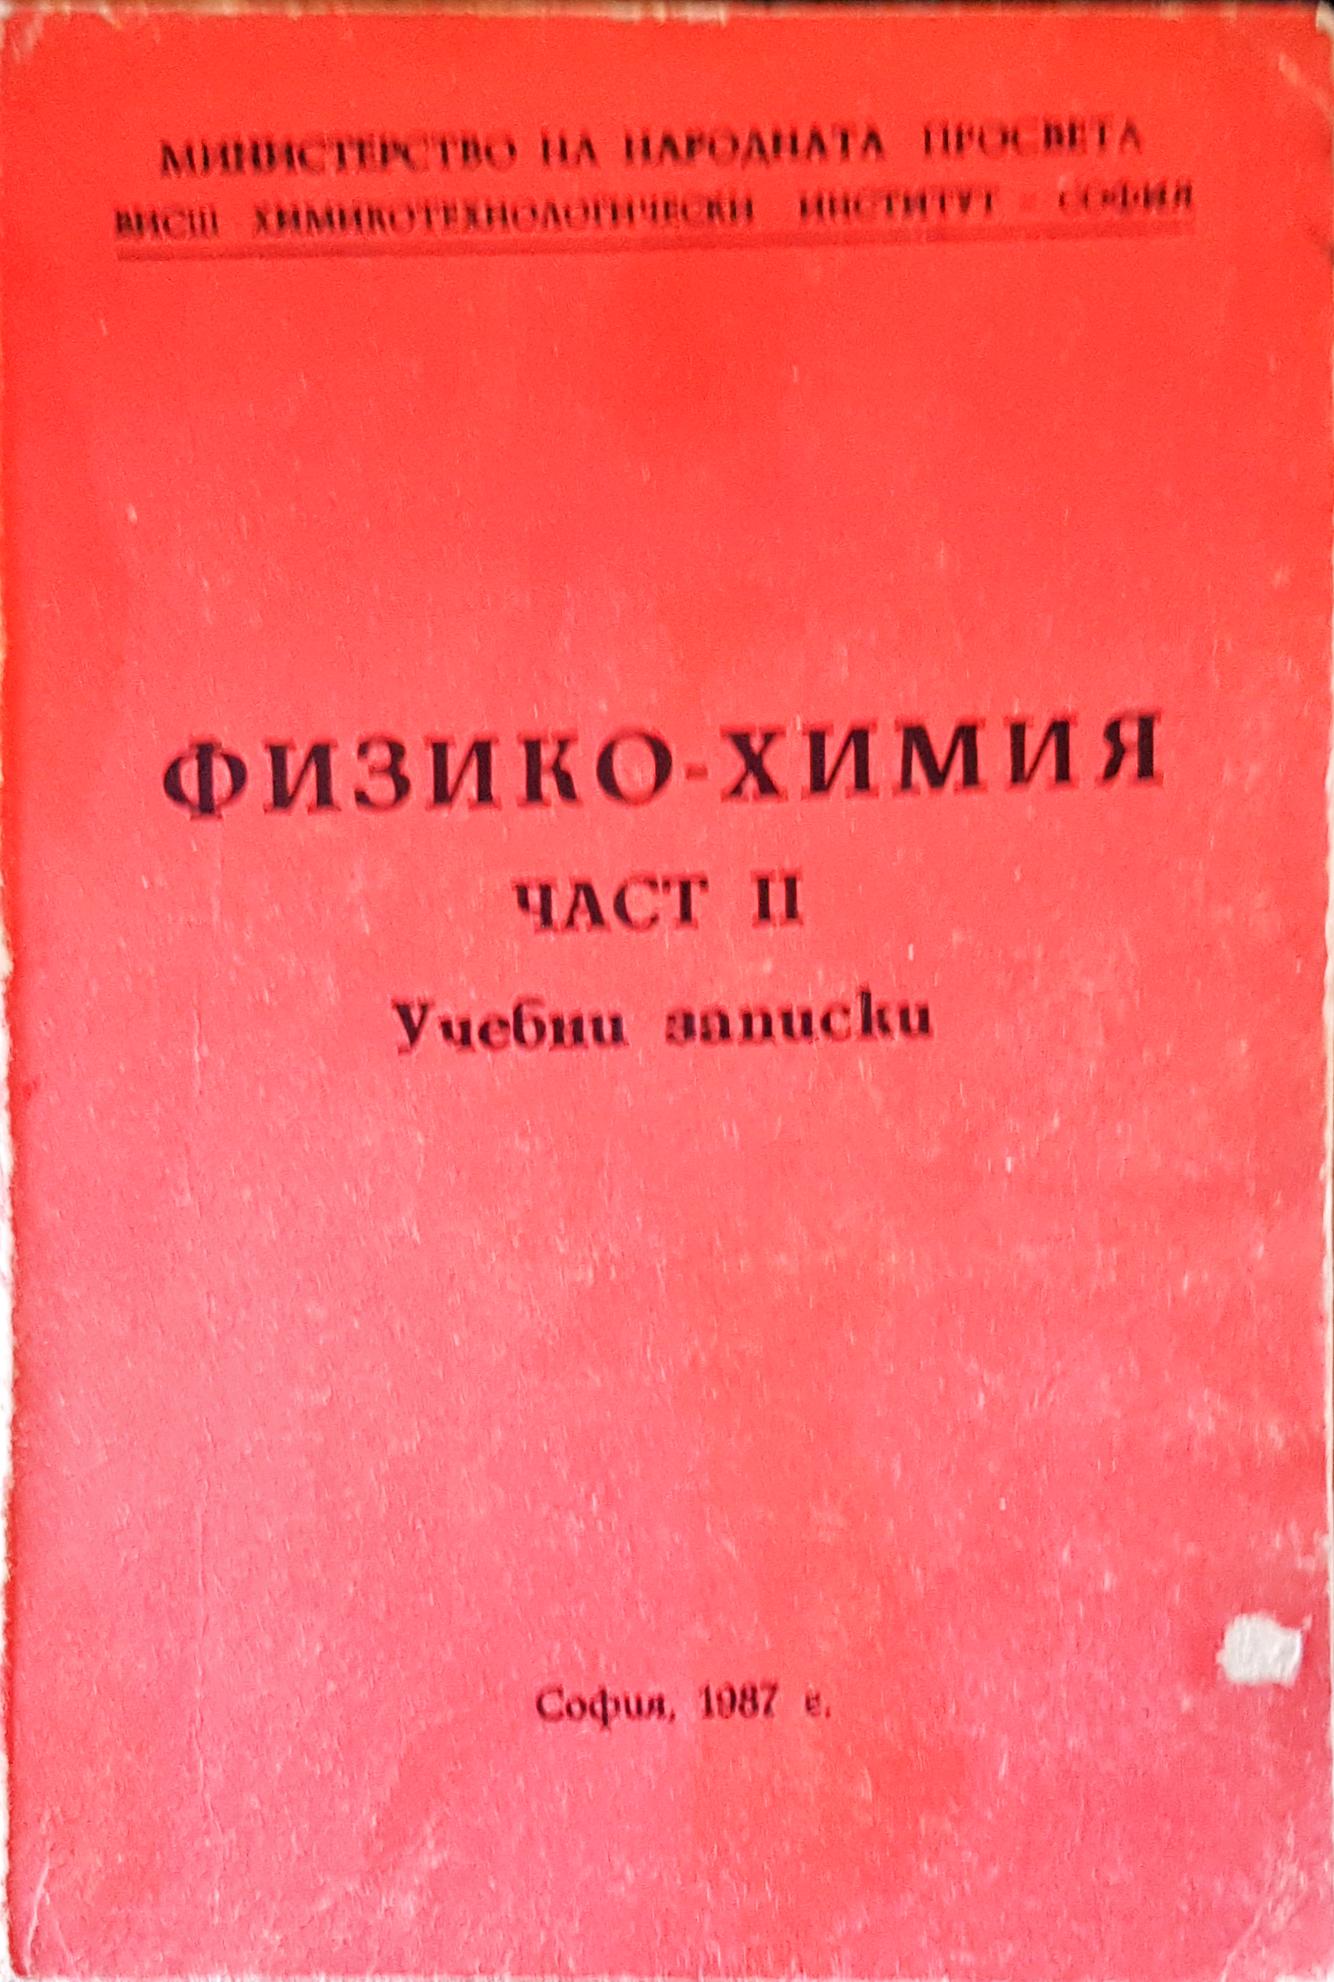 МИНИСТЕРСТВО НА НАРОДНАТА ПРОСВЕТА
ВИСШ ХИМИКОТЕХНОЛОГИЧЕСКИ ИНСТИТУТ - СОФИЯ
ФИЗИКО-ХИМИЯ
ЧАСТ II
Учебни записки
София, 1987 г.